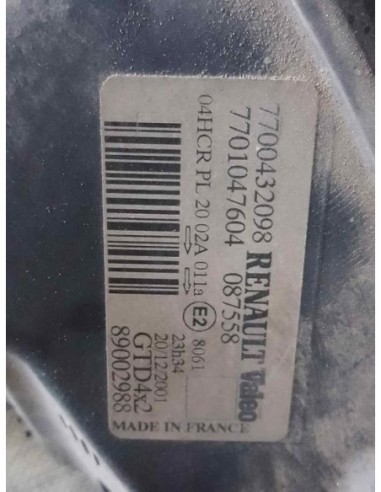 7700432098 RENAULT Valeo
7701047604 087558
04HCR PL 20 02A 011a E2 8061
23h34
20/12/2001
GTD4x2
89002988
MADE IN FRANCE